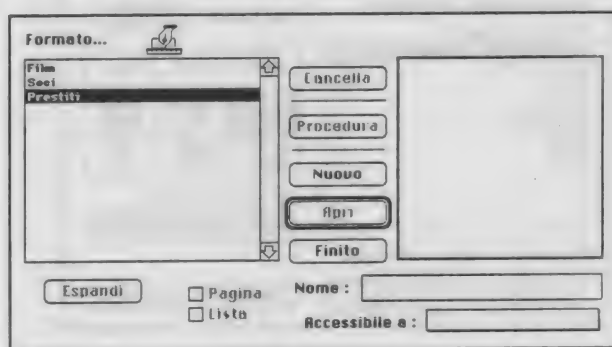 Formato...
Film
Soci
Prestiti
Cancella
Procedura
Nuovo
Apri
Finito
Espandi
Pagina
Lista
Nome :
Accessibile a :